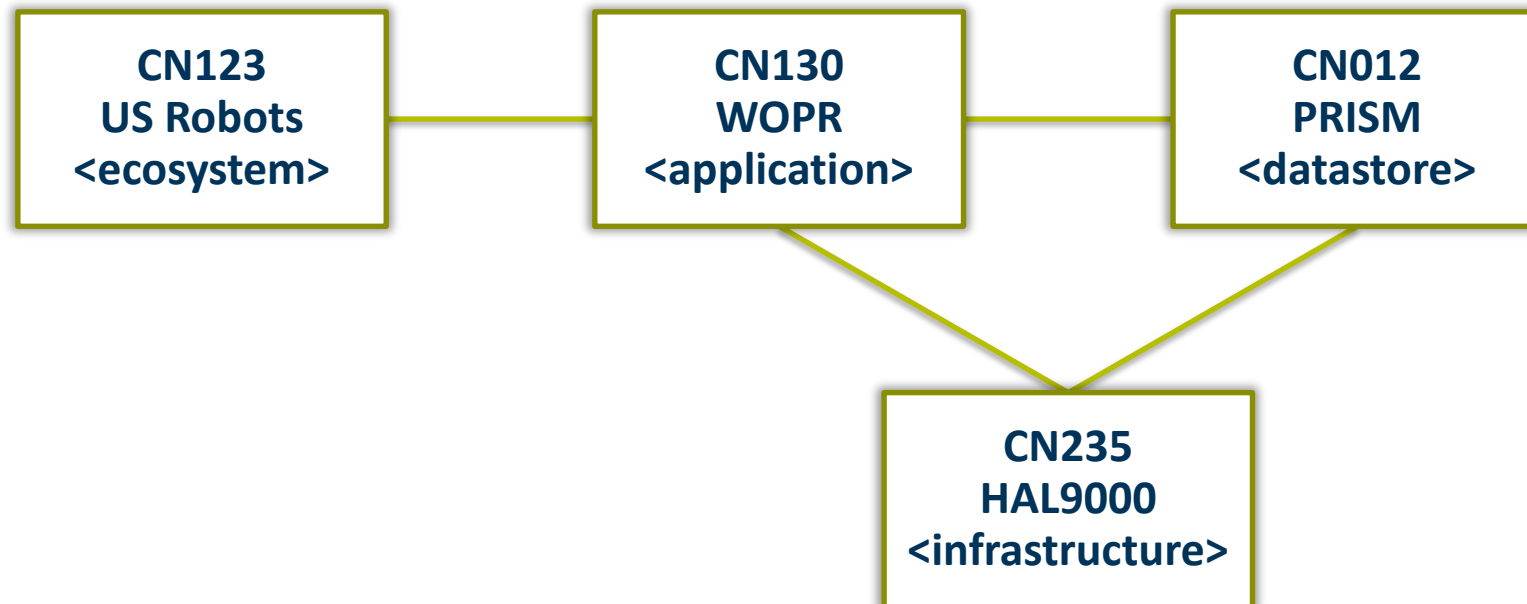 CN123
US Robots
<ecosystem>
CN130
WOPR
<application>
CN012
PRISM
<datastore>
CN235
HAL9000
<infrastructure>